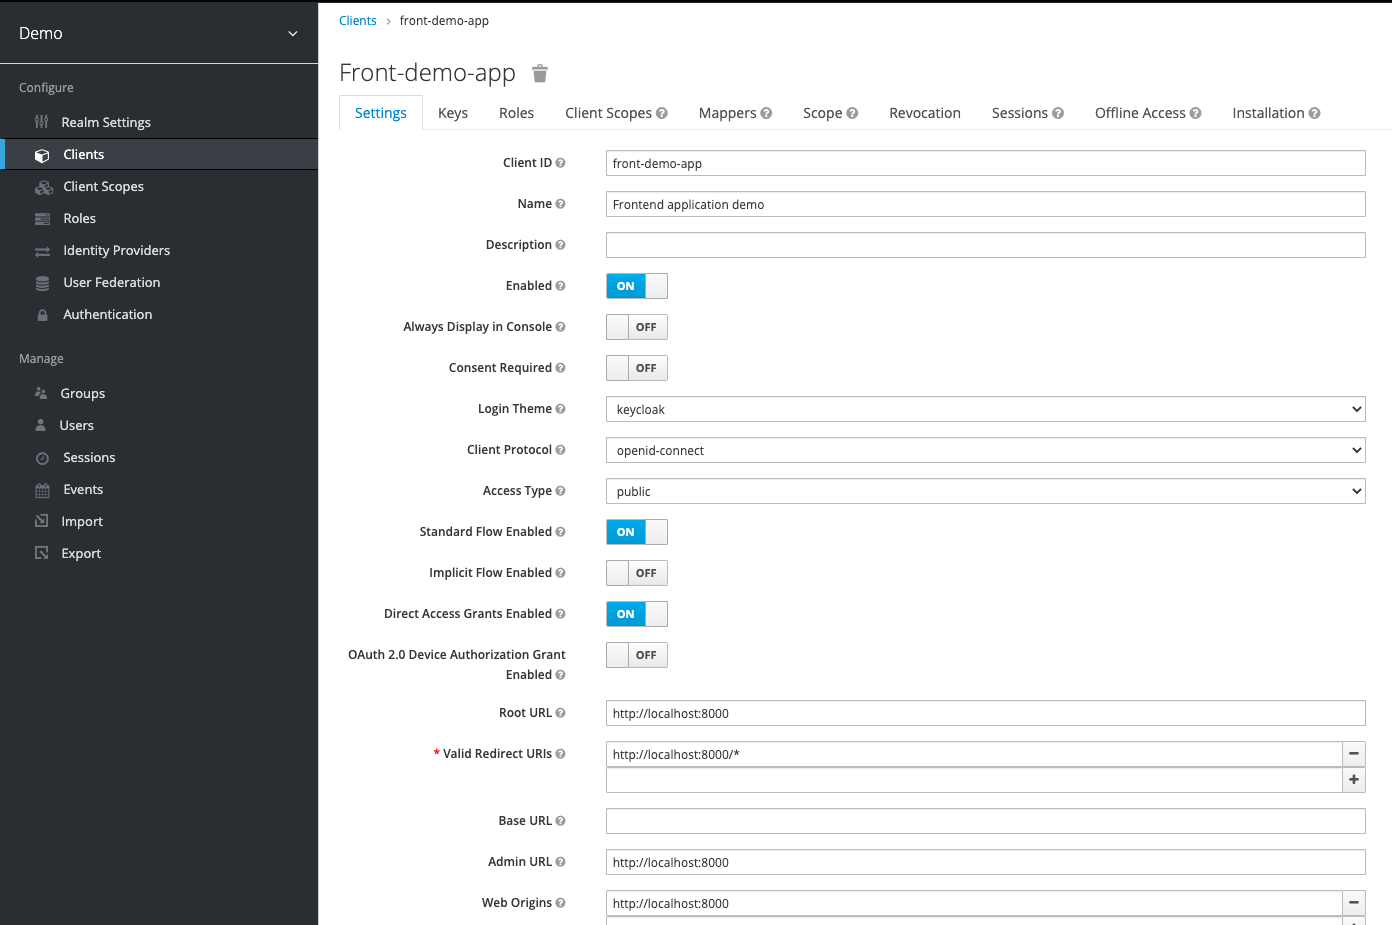 Demo
Configure
Realm Settings
Clients
Client Scopes
Roles
Identity Providers
User Federation
Authentication
Manage
Groups
Users
Sessions
Events
Import
Export
Clients > front-demo-app
Front-demo-app
Settings Keys Roles Client Scopes Mappers Scope Revocation Sessions Offline Access Installation
Client ID front-demo-app
Name Frontend application demo
Description
Enabled ON
Always Display in Console OFF
Consent Required OFF
Login Theme keycloak
Client Protocol openid-connect
Access Type public
Standard Flow Enabled ON
Implicit Flow Enabled OFF
Direct Access Grants Enabled ON
OAuth 2.0 Device Authorization Grant OFF
Enabled
Root URL http://localhost:8000
* Valid Redirect URIs http://localhost:8000/*
Base URL
Admin URL http://localhost:8000
Web Origins http://localhost:8000